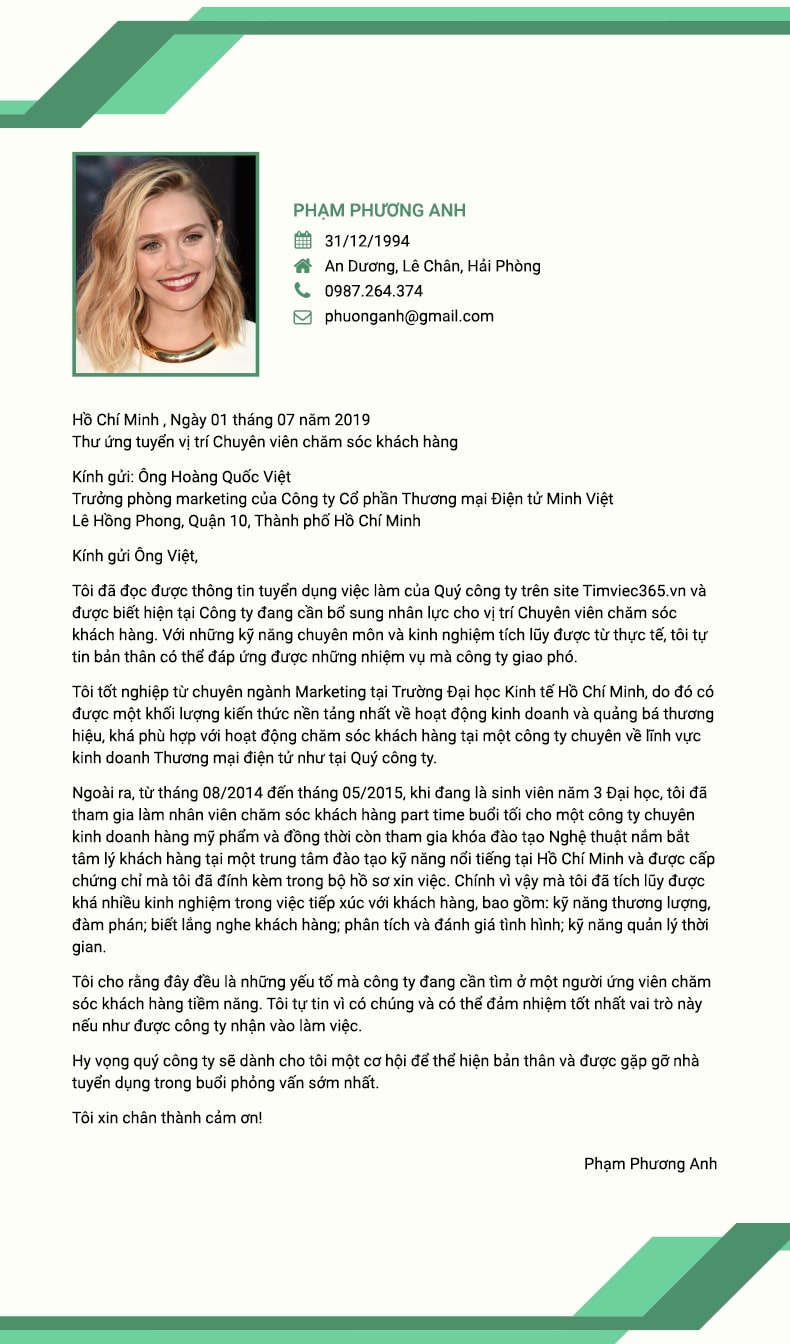 PHẠM PHƯƠNG ANH
31/12/1994
An Dương, Lê Chân, Hải Phòng
0987.264.374
phuonganh@gmail.com
Hồ Chí Minh , Ngày 01 tháng 07 năm 2019
Thư ứng tuyển vị trí Chuyên viên chăm sóc khách hàng
Kính gửi: Ông Hoàng Quốc Việt
Trưởng phòng marketing của Công ty Cổ phần Thương mại Điện tử Minh Việt
Lê Hồng Phong, Quận 10, Thành phố Hồ Chí Minh
Kính gửi Ông Việt,
Tôi đã đọc được thông tin tuyển dụng việc làm của Quý công ty trên site Timviec365.vn và
được biết hiện tại Công ty đang cần bổ sung nhân lực cho vị trí Chuyên viên chăm sóc
khách hàng. Với những kỹ năng chuyên môn và kinh nghiệm tích lũy được từ thực tế, tôi tự
tin bản thân có thể đáp ứng được những nhiệm vụ mà công ty giao phó.
Tôi tốt nghiệp từ chuyên ngành Marketing tại Trường Đại học Kinh tế Hồ Chí Minh, do đó có
được một khối lượng kiến thức nền tảng nhất về hoạt động kinh doanh và quảng bá thương
hiệu, khá phù hợp với hoạt động chăm sóc khách hàng tại một công ty chuyên về lĩnh vực
kinh doanh Thương mại điện tử như tại Quý công ty.
Ngoài ra, từ tháng 08/2014 đến tháng 05/2015, khi đang là sinh viên năm 3 Đại học, tôi đã
tham gia làm nhân viên chăm sóc khách hàng part time buổi tối cho một công ty chuyên
kinh doanh hàng mỹ phẩm và đồng thời còn tham gia khóa đào tạo Nghệ thuật nắm bắt
tâm lý khách hàng tại một trung tâm đào tạo kỹ năng nổi tiếng tại Hồ Chí Minh và được cấp
chứng chỉ mà tôi đã đính kèm trong bộ hồ sơ xin việc. Chính vì vậy mà tôi đã tích lũy được
khá nhiều kinh nghiệm trong việc tiếp xúc với khách hàng, bao gồm: kỹ năng thương lượng,
đàm phán; biết lắng nghe khách hàng; phân tích và đánh giá tình hình; kỹ năng quản lý thời
gian.
Tôi cho rằng đây đều là những yếu tố mà công ty đang cần tìm ở một người ứng viên chăm
sóc khách hàng tiềm năng. Tôi tự tin vì có chúng và có thể đảm nhiệm tốt nhất vai trò này
nếu như được công ty nhận vào làm việc.
Hy vọng quý công ty sẽ dành cho tôi một cơ hội để thể hiện bản thân và được gặp gỡ nhà
tuyển dụng trong buổi phỏng vấn sớm nhất.
Tôi xin chân thành cảm ơn!
Phạm Phương Anh